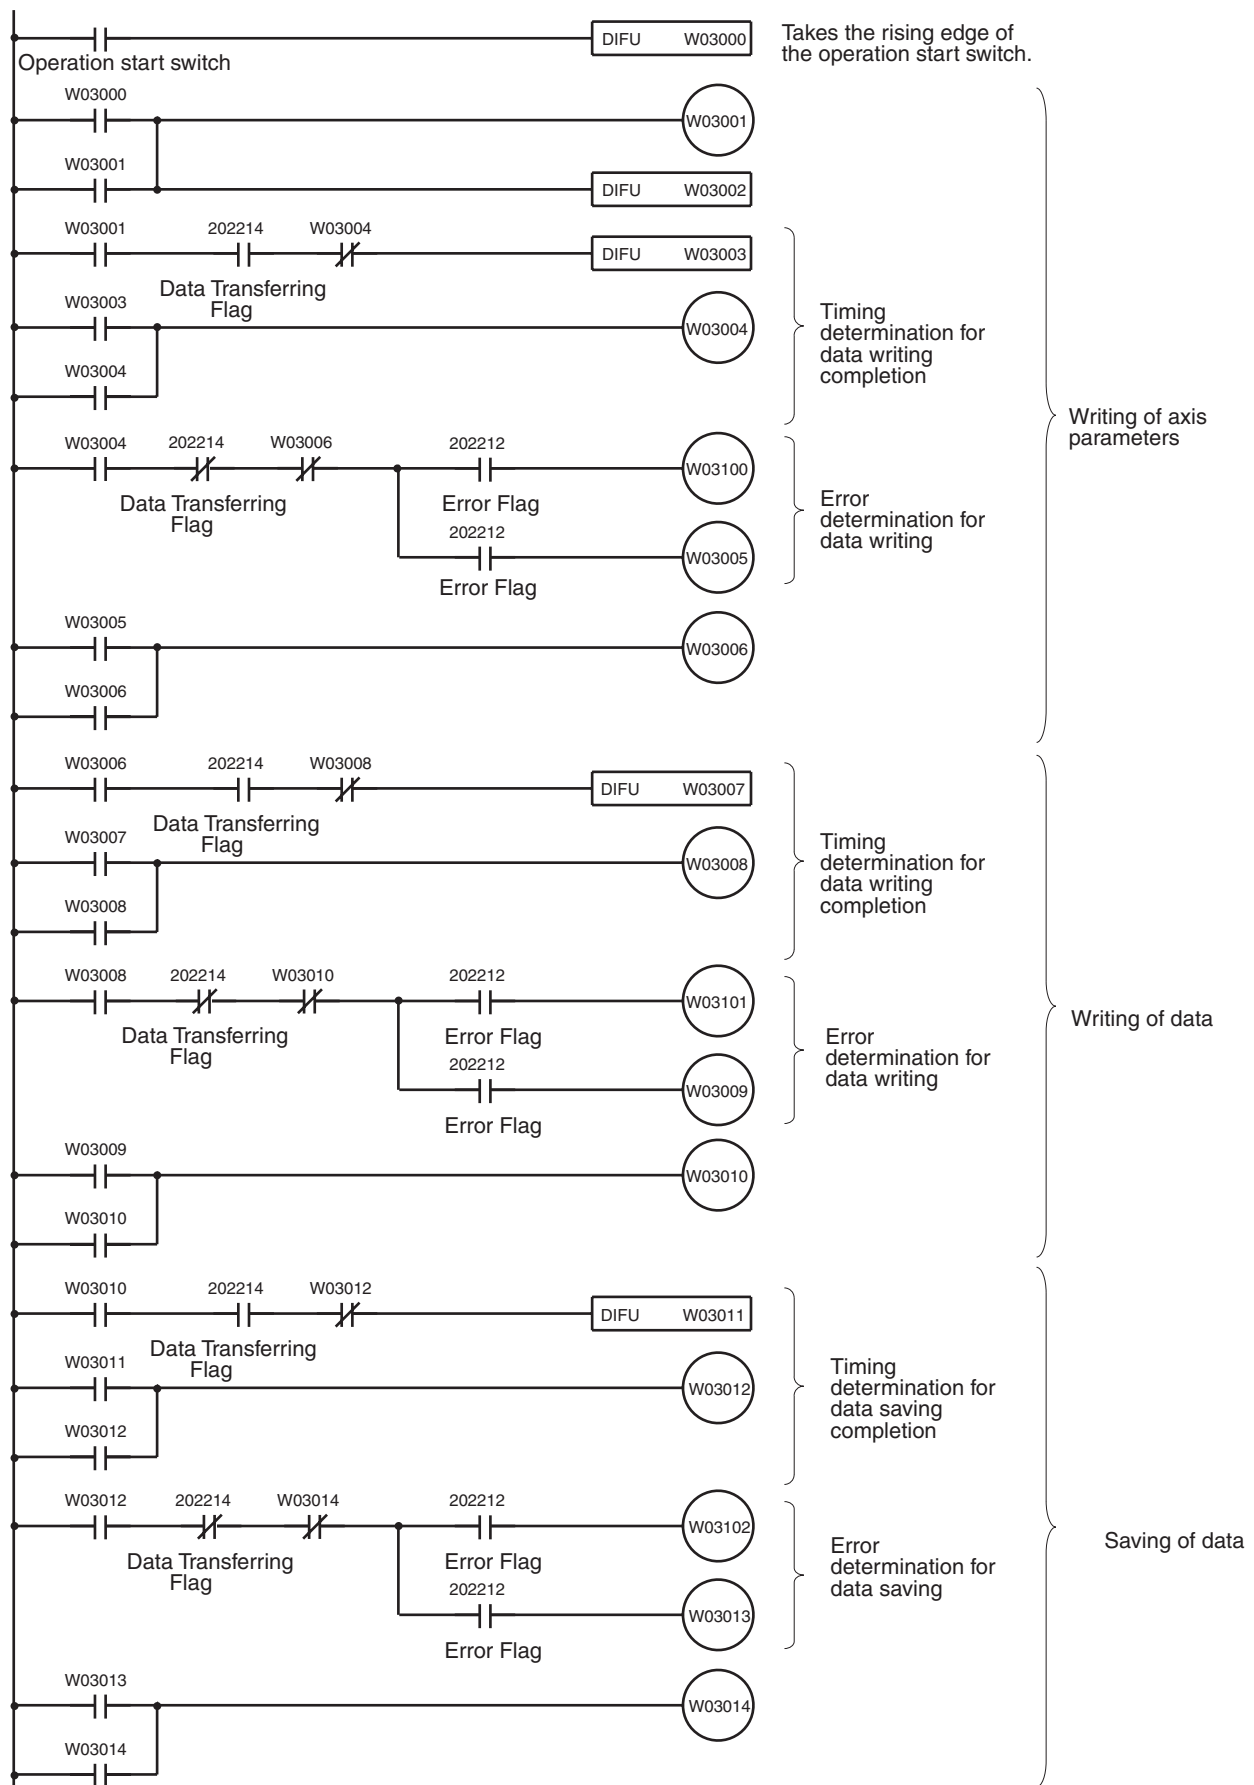 DIFU W03000
Takes the rising edge of
the operation start switch.
Operation start switch
W03000
W03001
W03001
DIFU W03002
W03001 202214 W03004
DIFU W03003
Data Transferring
Flag
W03003
W03004
W03004
Timing
determination for
data writing
completion
Writing of axis
parameters
W03004 202214 W03006 202212
W03100
Data Transferring
Flag
Error Flag
202212
W03005
Error Flag
Error
determination for
data writing
W03005
W03006
W03006
W03006 202214 W03008
DIFU W03007
Data Transferring
Flag
W03007
W03008
W03008
Timing
determination for
data writing
completion
W03008 202214 W03010 202212
W03101
Data Transferring
Flag
Error Flag
202212
W03009
Error Flag
Error
determination for
data writing
Writing of data
W03009
W03010
W03010
W03010 202214 W03012
DIFU W03011
Data Transferring
Flag
W03011
W03012
W03012
Timing
determination for
data saving
completion
W03012 202214 W03014 202212
W03102
Data Transferring
Flag
Error Flag
202212
W03013
Error Flag
Error
determination for
data saving
Saving of data
W03013
W03014
W03014